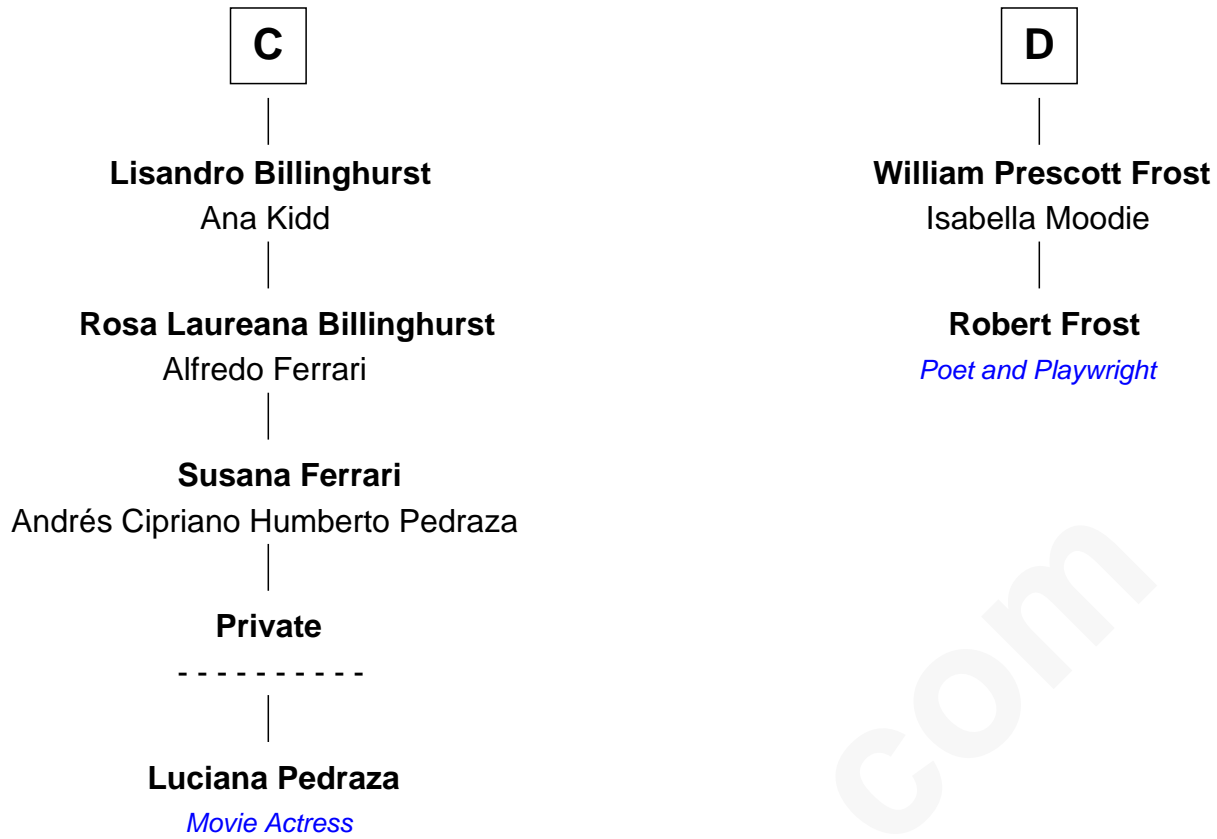 C
Lisandro Billinghurst
Ana Kidd
Rosa Laureana Billinghurst
Alfredo Ferrari
Susana Ferrari
Andrés Cipriano Humberto Pedraza
Private
- - - - - - - - - -
Luciana Pedraza
Movie Actress
D
William Prescott Frost
Isabella Moodie
Robert Frost
Poet and Playwright
com